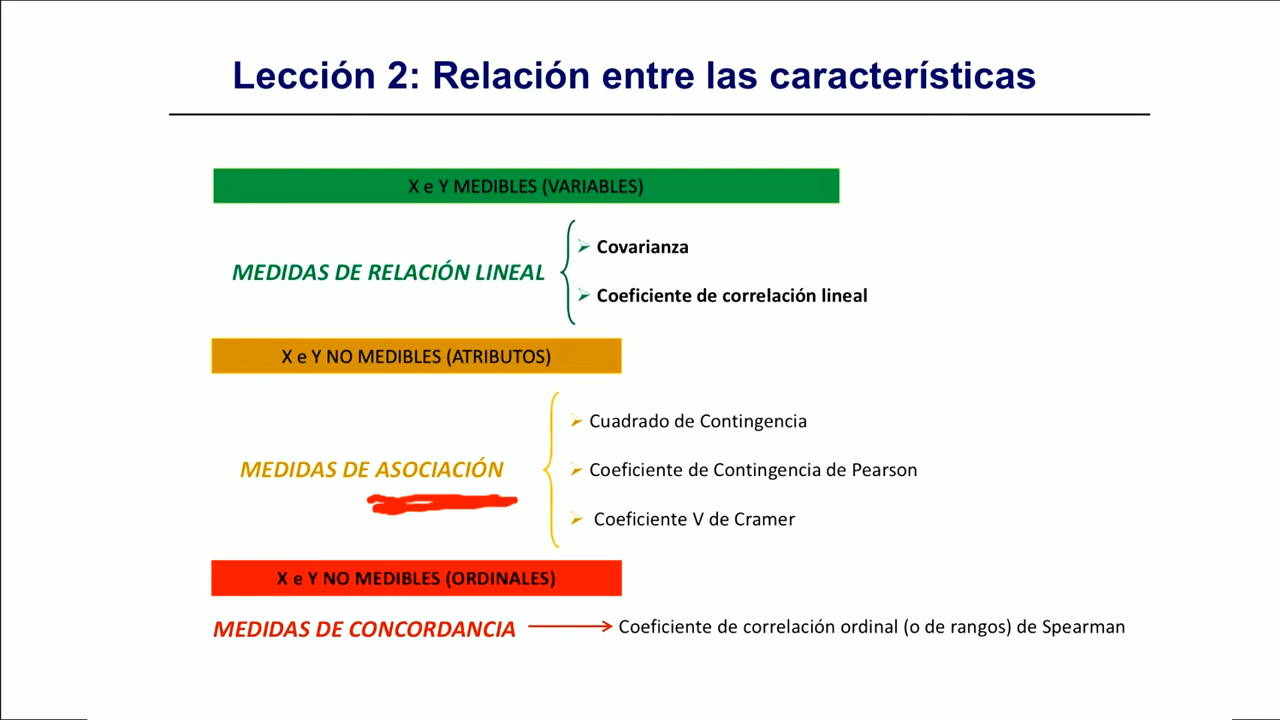 Lección 2: Relación entre las características
X e Y MEDIBLES (VARIABLES)
MEDIDAS DE RELACIÓN LINEAL
Covarianza
Coeficiente de correlación lineal
X e Y NO MEDIBLES (ATRIBUTOS)
MEDIDAS DE ASOCIACIÓN
Cuadrado de Contingencia
Coeficiente de Contingencia de Pearson
Coeficiente V de Cramer
X e Y NO MEDIBLES (ORDINALES)
MEDIDAS DE CONCORDANCIA
Coeficiente de correlación ordinal (o de rangos) de Spearman